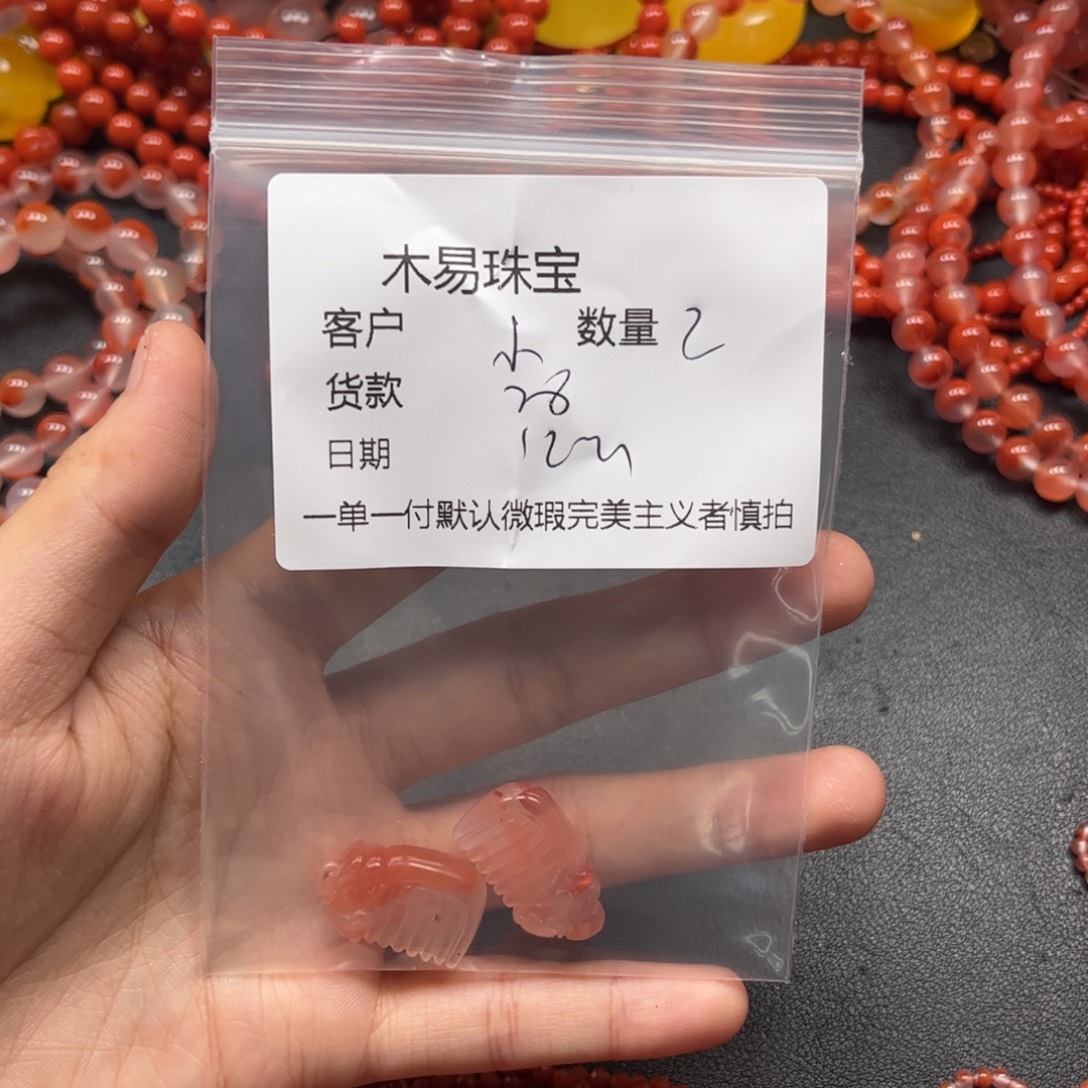 木易珠宝
客户 小 数量 2
货款 28
日期
一单一付默认微瑕完美主义者慎拍